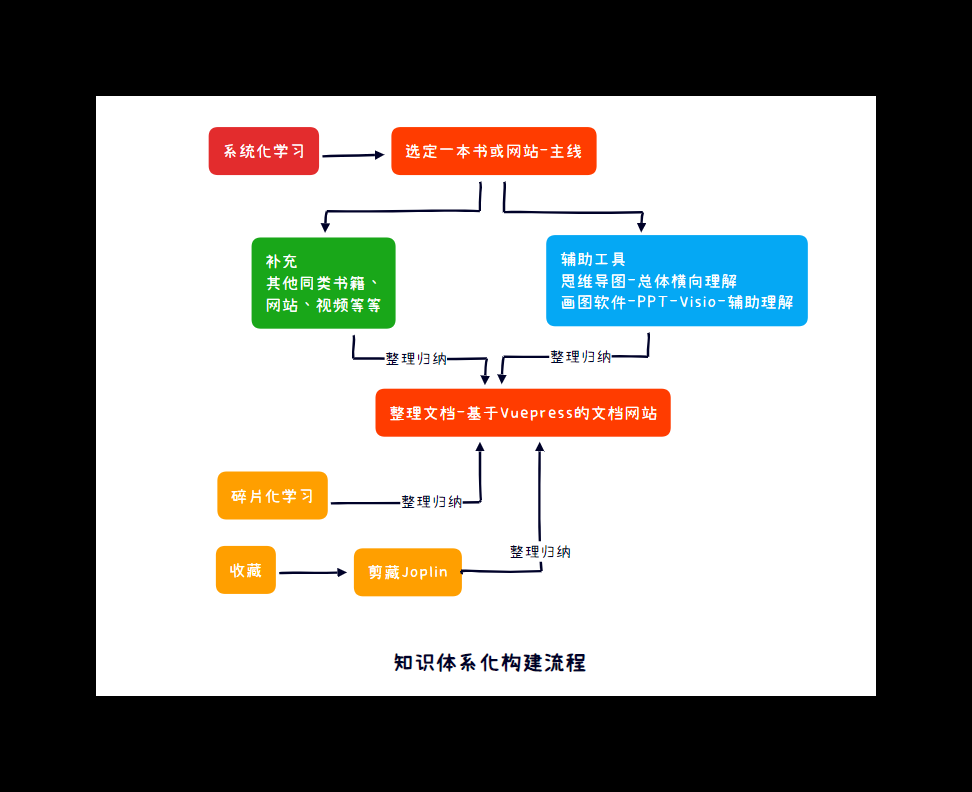 系统化学习
选定一本书或网站-主线
补充
其他同类书籍、
网站、视频等等
辅助工具
思维导图-总体横向理解
画图软件-PPT-Visio-辅助理解
整理归纳
整理归纳
整理文档-基于Vuepress的文档网站
碎片化学习
整理归纳
整理归纳
收藏
剪藏Joplin
知识体系化构建流程